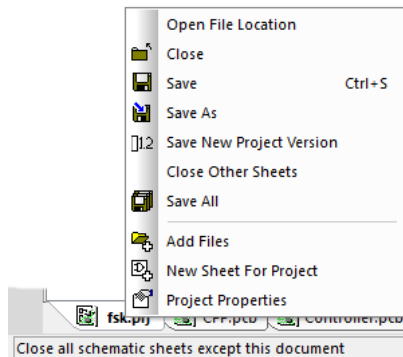 Open File Location
Close
Save Ctrl+S
Save As
Save New Project Version
Close Other Sheets
Save All
Add Files
New Sheet For Project
Project Properties
fsk.prj CPF.pcb Controller.pcb
Close all schematic sheets except this document